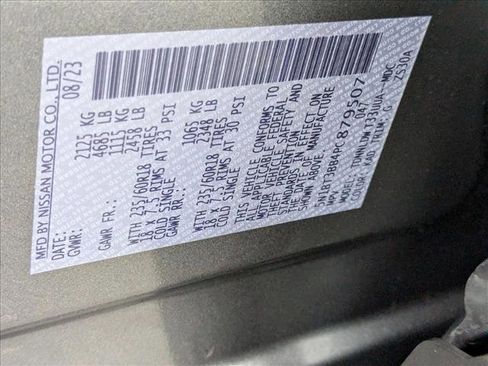 MFD BY NISSAN MOTOR CO., LTD.
DATE: 08/23
GVWR: 2125 KG
4685 LB
GAWR FR.: 1115 KG
2458 LB
WITH 235/60R18 TIRES
18 X 7.5 RIMS AT 33 PSI
COLD SINGLE
GAWR RR.: 1065 KG
2348 LB
WITH 235/60R18 TIRES
18 X 7.5 RIMS AT 30 PSI
COLD SINGLE
THIS VEHICLE CONFORMS TO
ALL APPLICABLE FEDERAL
MOTOR VEHICLE SAFETY AND
THEFT PREVENTION
STANDARDS IN EFFECT ON
THE DATE OF MANUFACTURE
SHOWN ABOVE.
879507
MPV
MODEL:
COLOR: KAD TRIM: G